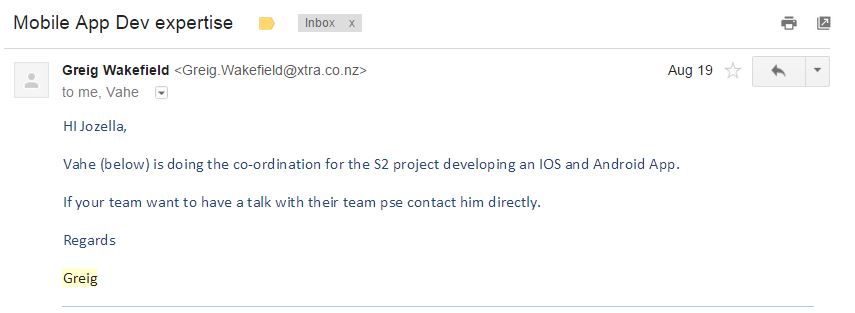 Mobile App Dev expertise Inbox x
Greig Wakefield <Greig.Wakefield@xtra.co.nz> Aug 19
to me, Vahe
HI Jozella,
Vahe (below) is doing the co-ordination for the S2 project developing an IOS and Android App.
If your team want to have a talk with their team pse contact him directly.
Regards
Greig